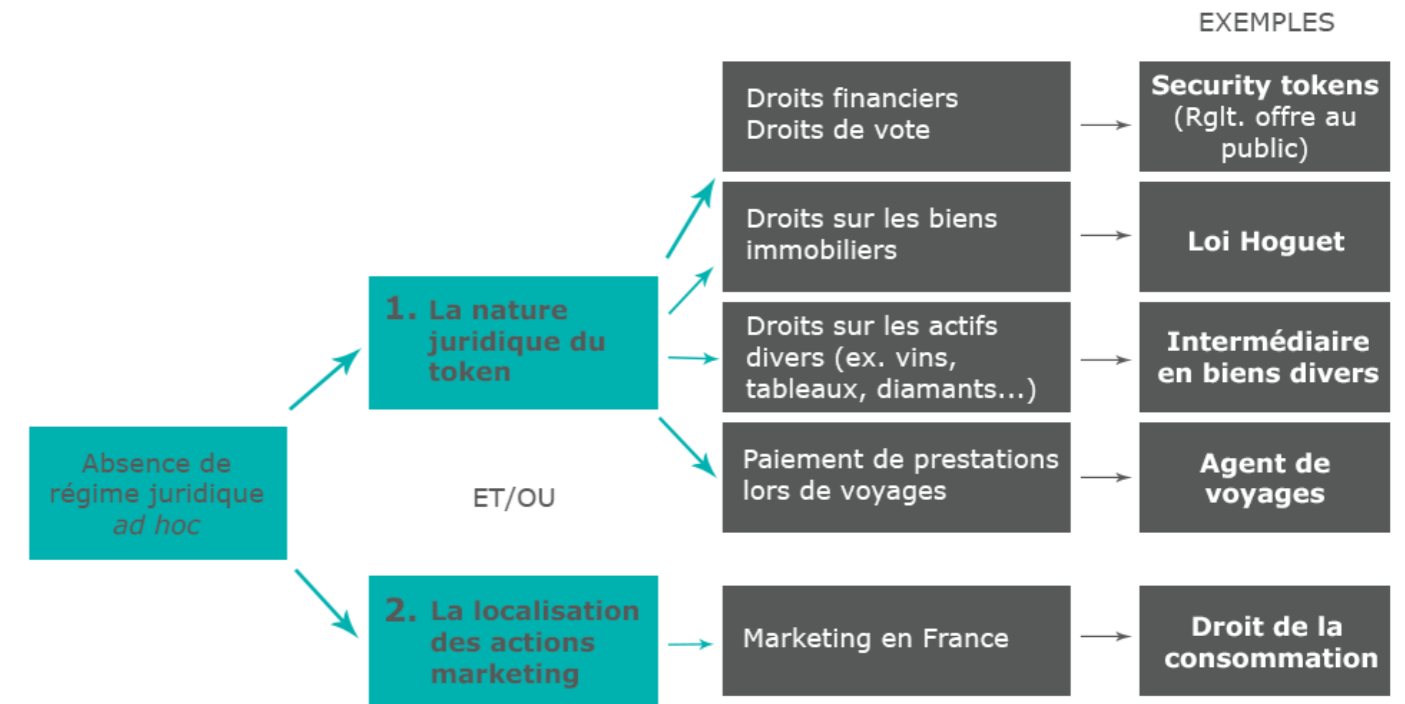 EXEMPLES
Droits financiers
Droits de vote
Security tokens
(Rglt. offre au
public)
Droits sur les biens
immobiliers
Loi Hoguet
1. La nature
juridique du
token
Droits sur les actifs
divers (ex. vins,
tableaux, diamants...)
Intermédiaire
en biens divers
Absence de
régime juridique
ad hoc
ET/OU
Paiement de prestations
lors de voyages
Agent de
voyages
2. La localisation
des actions
marketing
Marketing en France
Droit de la
consommation